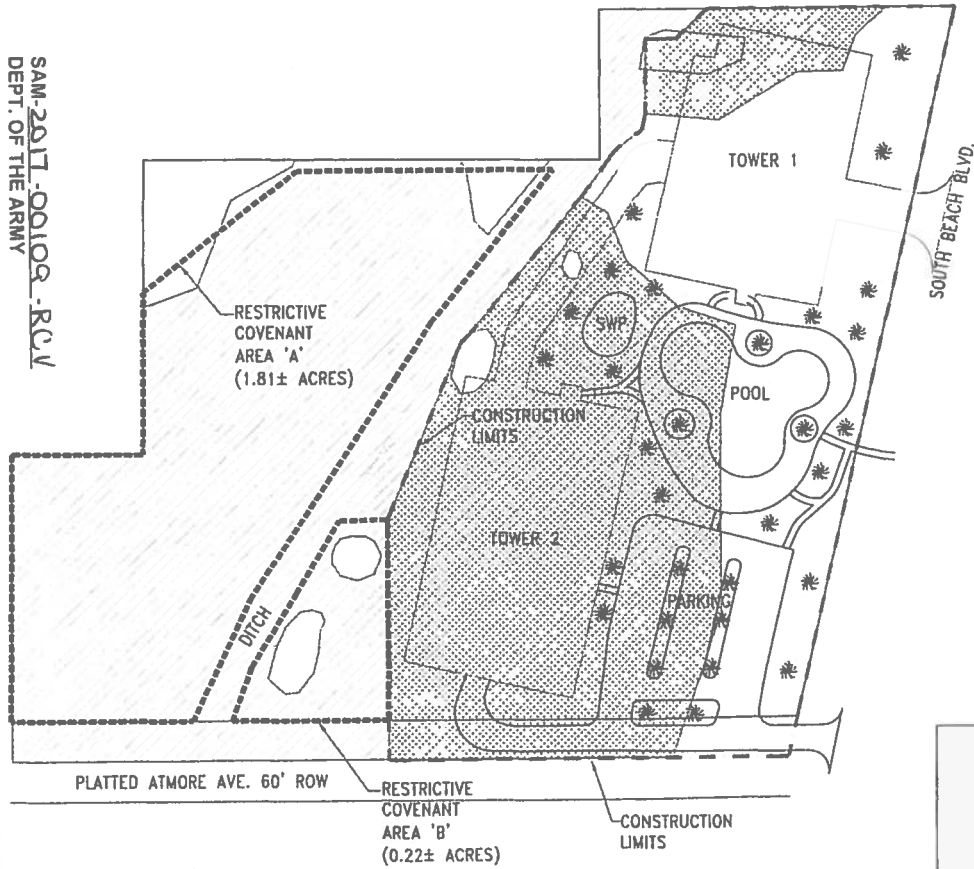 SAM-2017-00109-RCV
DEPT. OF THE ARMY
TOWER 1
SOUTH BEACH BLVD.
RESTRICTIVE
COVENANT
AREA 'A'
(1.81± ACRES)
SWP
POOL
CONSTRUCTION
LIMITS
TOWER 2
PARKING
DITCH
PLATTED ATMORE AVE. 60' ROW
RESTRICTIVE
COVENANT
AREA 'B'
(0.22± ACRES)
CONSTRUCTION
LIMITS